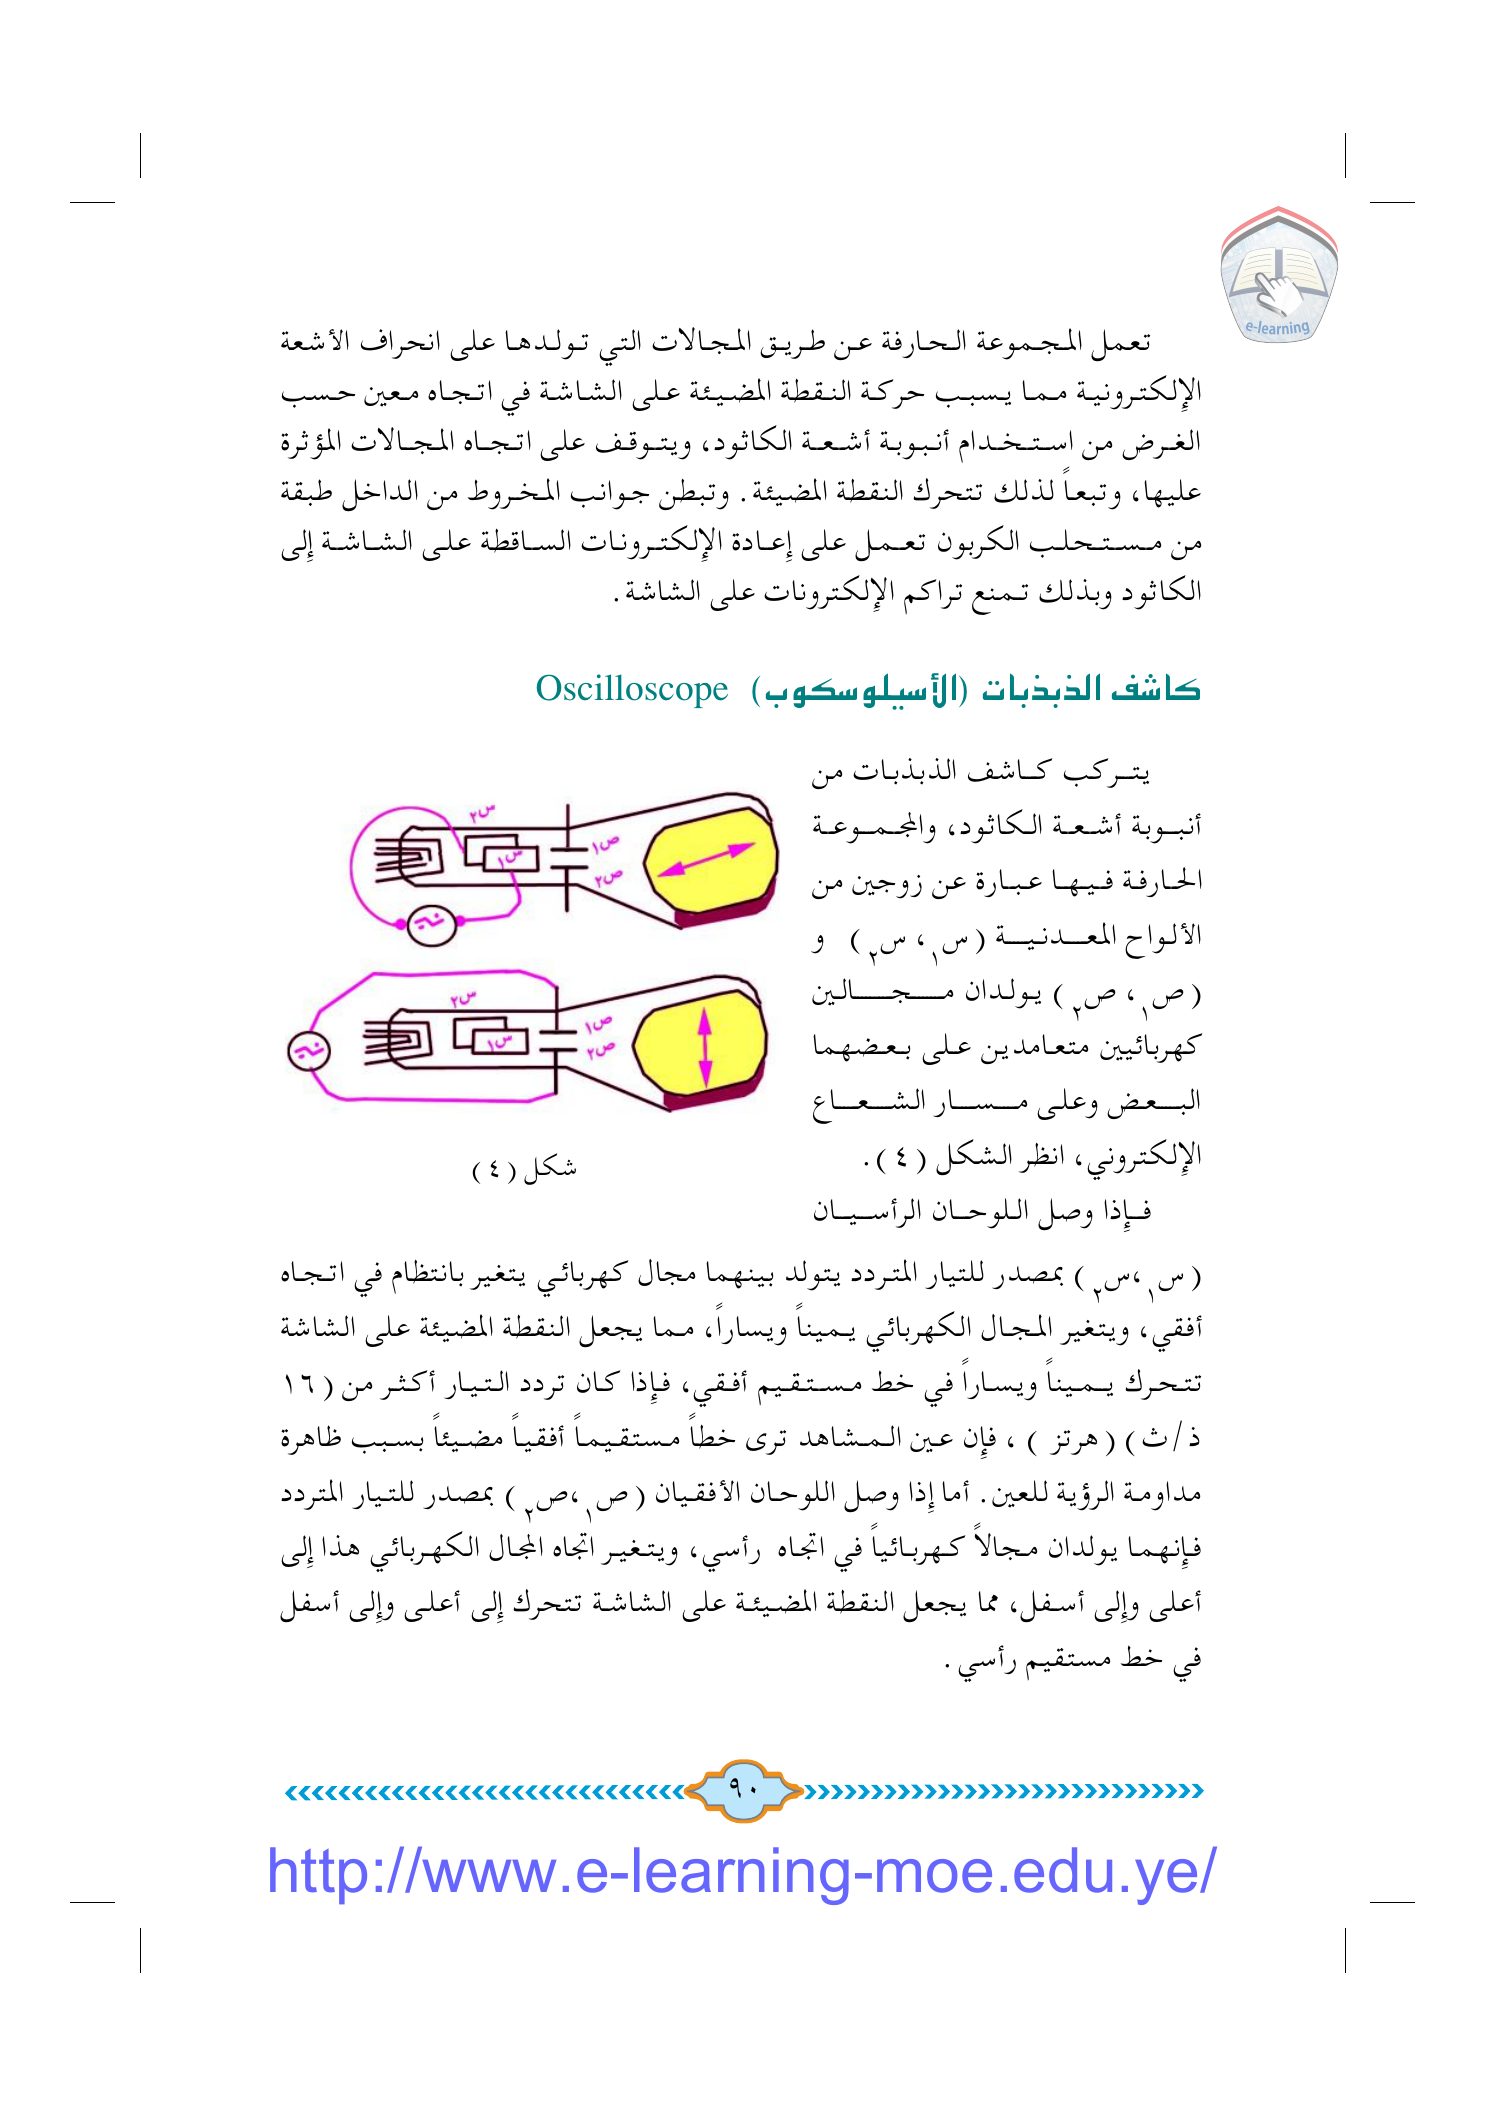 e-learning
تعمل المجموعة الحارفة عن طريق المجالات التي تولدها على انحراف الأشعة
الإلكترونية مما يسبب حركة النقطة المضيئة على الشاشة في اتجاه معين حسب
الغرض من استخدام أنبوبة أشعة الكاثود، ويتوقف على اتجاه المجالات المؤثرة
عليها، وتبعاً لذلك تتحرك النقطة المضيئة. وتبطن جوانب المخروط من الداخل طبقة
من مستحلب الكربون تعمل على إعادة الإلكترونات الساقطة على الشاشة إلى
الكاثود وبذلك تمنع تراكم الإلكترونات على الشاشة.
كاشف الذبذبات (الأسيلوسكوب) Oscilloscope
يتركب كاشف الذبذبات من
أنبوبة أشعة الكاثود، والمجموعة
الحارفة فيها عبارة عن زوجين من
الألواح المعدنية (س١، س٢) و
(ص١، ص٢) يولدان مجالين
كهربائيين متعامدين على بعضهما
البعض وعلى مسار الشعاع
الإلكتروني، انظر الشكل (٤).
س٢
س١
ص١
ص٢
س٢
س١
ص١
ص٢
شكل (٤)
فإذا وصل اللوحان الرأسيان
(س١،س٢) بمصدر للتيار المتردد يتولد بينهما مجال كهربائي يتغير بانتظام في اتجاه
أفقي، ويتغير المجال الكهربائي يميناً ويساراً، مما يجعل النقطة المضيئة على الشاشة
تتحرك يميناً ويساراً في خط مستقيم أفقي، فإذا كان تردد التيار أكثر من (١٦
ذ/ث) (هرتز)، فإن عين المشاهد ترى خطاً مستقيماً أفقياً مضيئاً بسبب ظاهرة
مداومة الرؤية للعين. أما إذا وصل اللوحان الأفقيان (ص١،ص٢) بمصدر للتيار المتردد
فإنهما يولدان مجالاً كهربائياً في اتجاه رأسي، ويتغير اتجاه المجال الكهربائي هذا إلى
أعلى وإلى أسفل، مما يجعل النقطة المضيئة على الشاشة تتحرك إلى أعلى وإلى أسفل
في خط مستقيم رأسي.
٩٠
http://www.e-learning-moe.edu.ye/